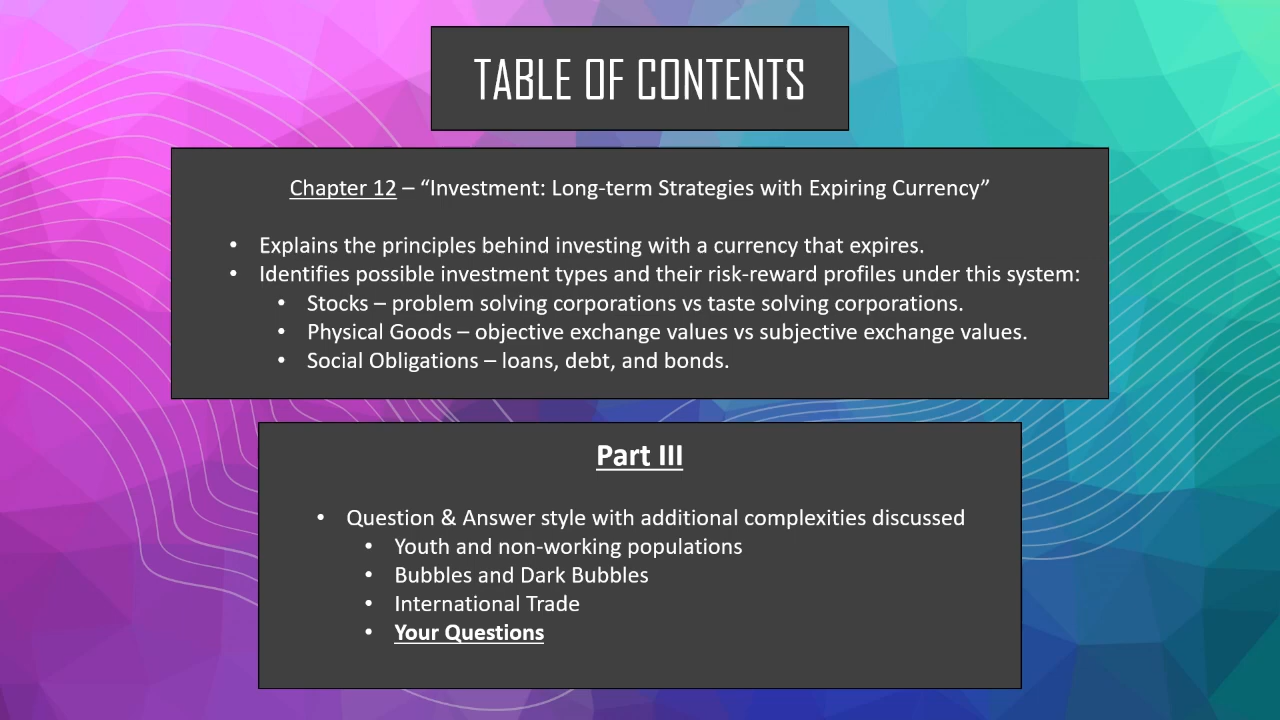 TABLE OF CONTENTS
Chapter 12 – “Investment: Long-term Strategies with Expiring Currency”
• Explains the principles behind investing with a currency that expires.
• Identifies possible investment types and their risk-reward profiles under this system:
• Stocks – problem solving corporations vs taste solving corporations.
• Physical Goods – objective exchange values vs subjective exchange values.
• Social Obligations – loans, debt, and bonds.
Part III
• Question & Answer style with additional complexities discussed
• Youth and non-working populations
• Bubbles and Dark Bubbles
• International Trade
• Your Questions